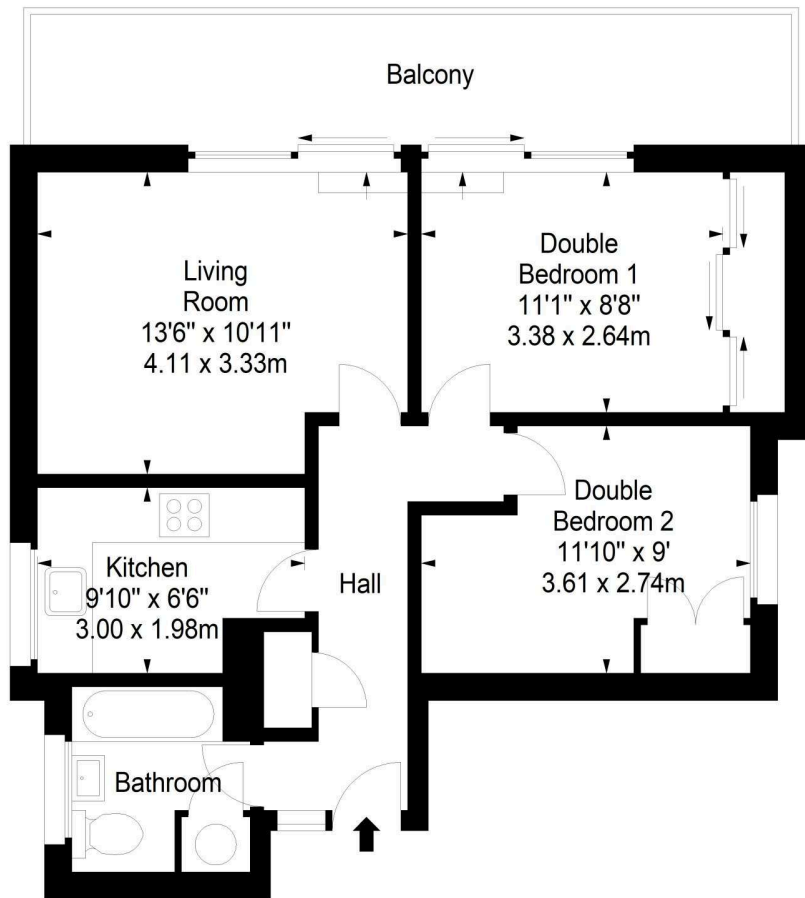 Balcony
Living
Room
13'6" x 10'11"
4.11 x 3.33m
Double
Bedroom 1
11'1" x 8'8"
3.38 x 2.64m
Double
Bedroom 2
11'10" x 9'
3.61 x 2.74m
Kitchen
9'10" x 6'6"
3.00 x 1.98m
Hall
Bathroom